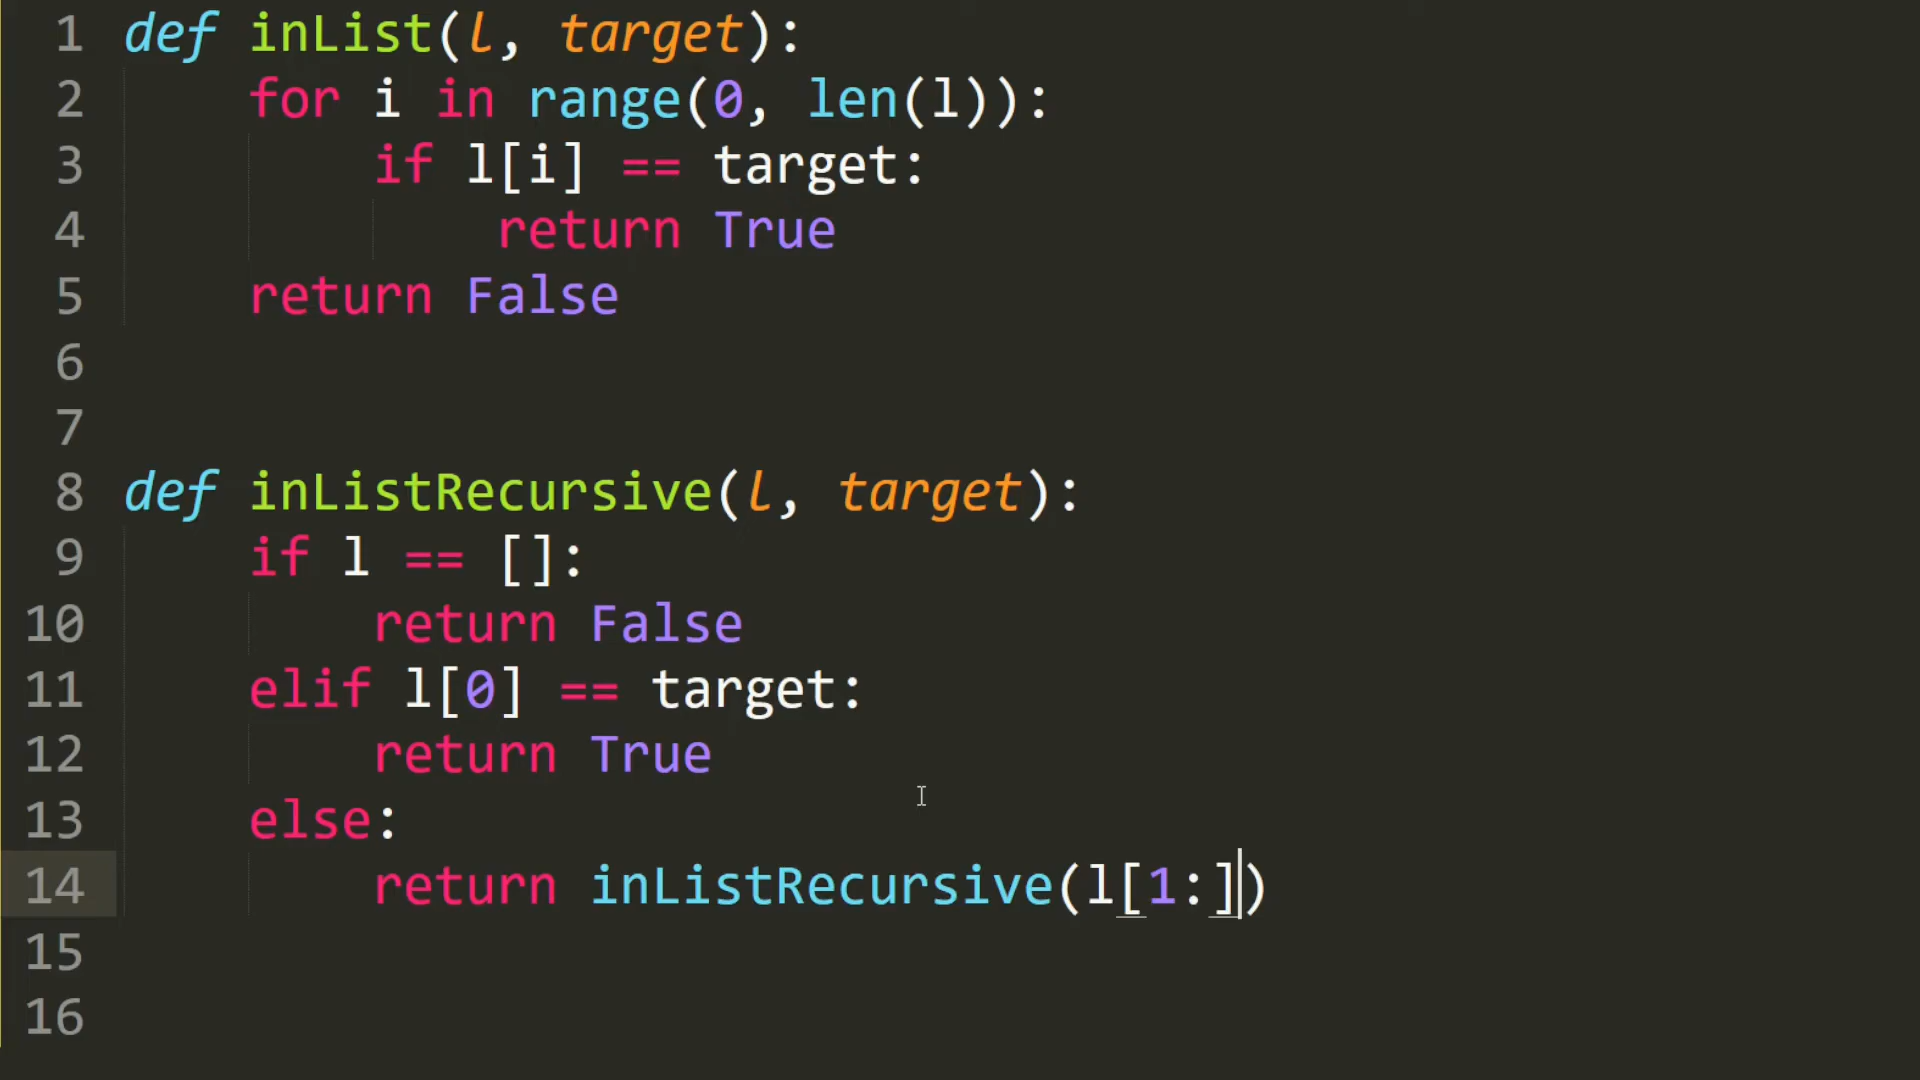 1 def inList(l, target):
2     for i in range(0, len(l)):
3         if l[i] == target:
4             return True
5     return False
6
7
8 def inListRecursive(l, target):
9     if l == []:
10         return False
11     elif l[0] == target:
12         return True
13     else:
14         return inListRecursive(l[1:])
15
16